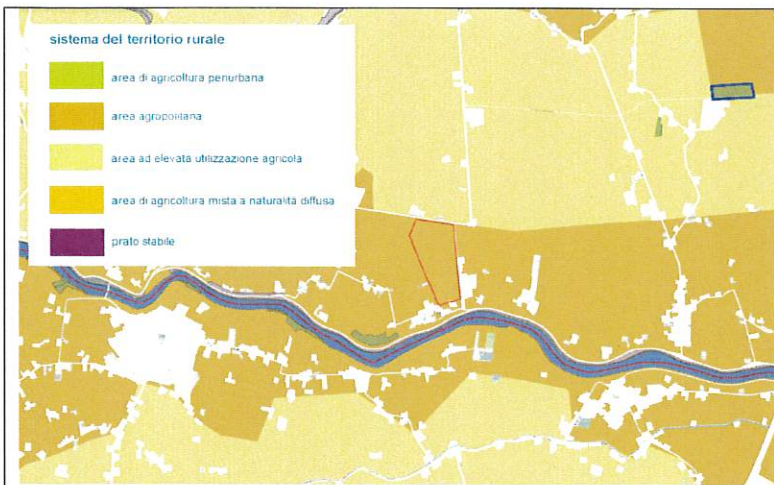 sistema del territorio rurale
area di agricoltura periurbana
area agropolitana
area ad elevata utilizzazione agricola
area di agricoltura mista a naturalità diffusa
prato stabile